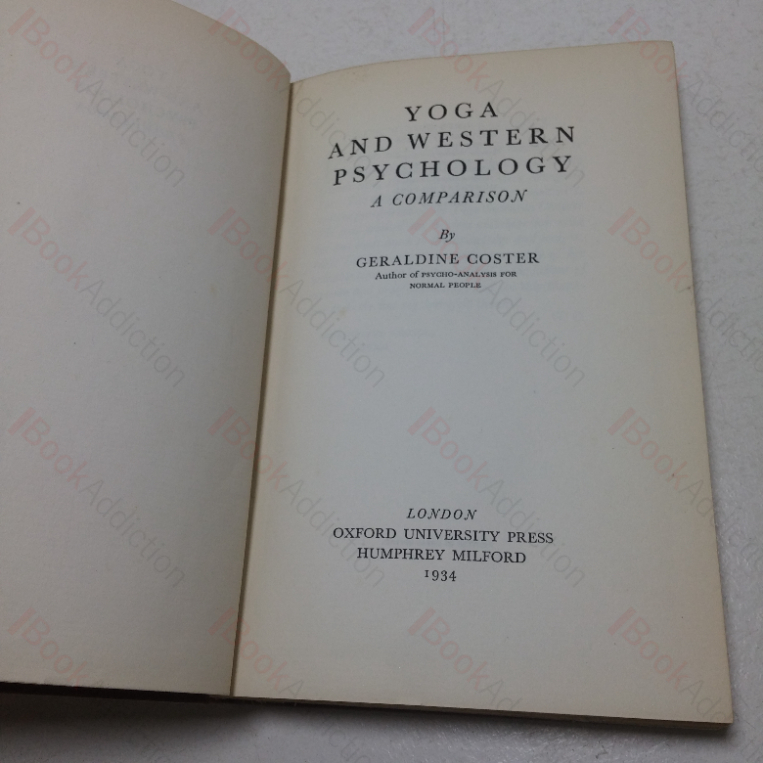 YOGA
AND WESTERN
PSYCHOLOGY
A COMPARISON
By
GERALDINE COSTER
Author of PSYCHO-ANALYSIS FOR
NORMAL PEOPLE
LONDON
OXFORD UNIVERSITY PRESS
HUMPHREY MILFORD
1934
BookAddiction